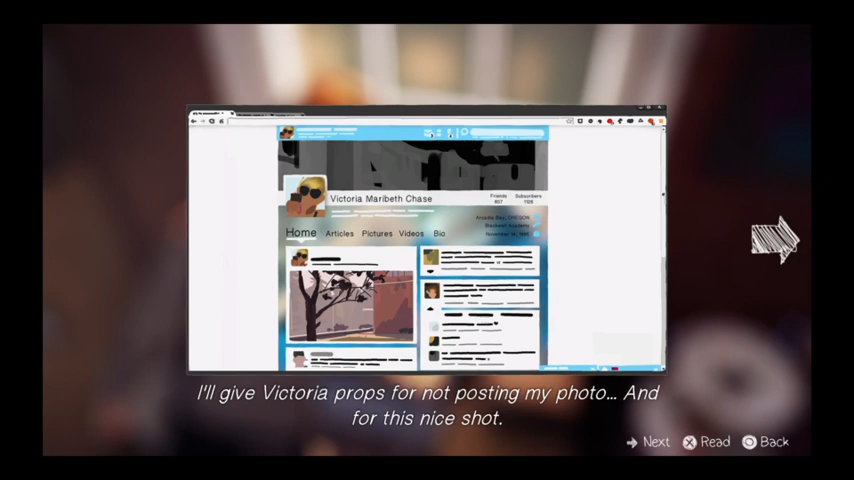 Victoria Maribeth Chase
Friends
Subscribers
857
Arcadia Bay, OREGON
Blackwell Academy
Home Articles Pictures Videos Bio
I'll give Victoria props for not posting my photo... And
for this nice shot.
Next Read Back